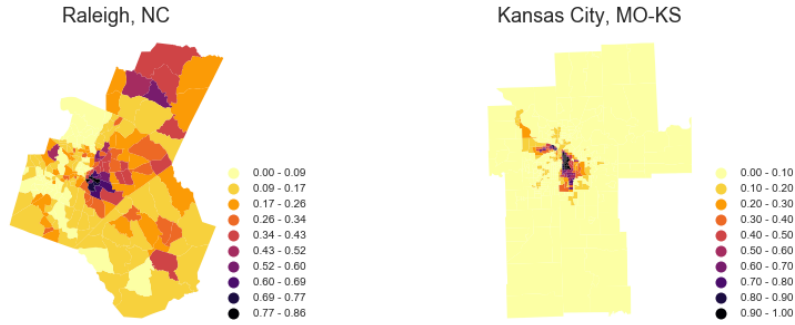 Raleigh, NC
0.00 - 0.09
0.09 - 0.17
0.17 - 0.26
0.26 - 0.34
0.34 - 0.43
0.43 - 0.52
0.52 - 0.60
0.60 - 0.69
0.69 - 0.77
0.77 - 0.86
Kansas City, MO-KS
0.00 - 0.10
0.10 - 0.20
0.20 - 0.30
0.30 - 0.40
0.40 - 0.50
0.50 - 0.60
0.60 - 0.70
0.70 - 0.80
0.80 - 0.90
0.90 - 1.00